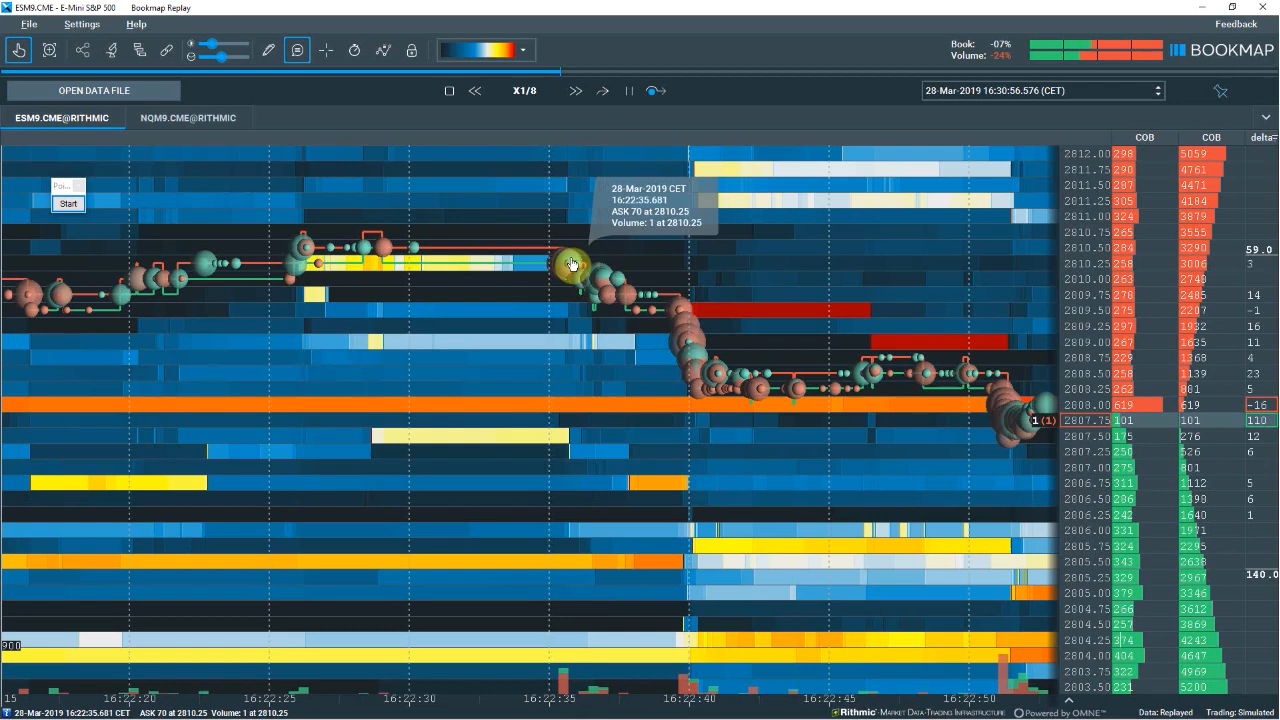 ESM9.CME - E-Mini S&P 500 Bookmap Replay
File Settings Help Feedback
Book: -07%
Volume: -24%
BOOKMAP
OPEN DATA FILE X1/8 28-Mar-2019 16:30:56.576 (CET)
ESM9.CME@RITHMIC NQM9.CME@RITHMIC
COB COB delta
Poi...
Start
28-Mar-2019 CET
16:22:35.681
ASK 70 at 2810.25
Volume: 1 at 2810.25
2812.00 298 5059
2811.75 290 4761
2811.50 287 4471
2811.25 305 4184
2811.00 324 3879
2810.75 265 3555
2810.50 284 3290 59.0
2810.25 258 3006 3
2810.00 263 2740
2809.75 278 2485 14
2809.50 275 2207 -1
2809.25 297 1932 16
2809.00 267 1635 11
2808.75 229 1368 4
2808.50 258 1139 23
2808.25 262 881 5
2808.00 619 619 -16
1 (1) 2807.75 101 101 110
2807.50 175 276 12
2807.25 250 526 6
2807.00 275 801
2806.75 311 1112 5
2806.50 286 1398 6
2806.25 242 1640 1
2806.00 331 1971
2805.75 324 2295
2805.50 343 2638
2805.25 329 2967 140.0
2805.00 379 3346
2804.75 266 3612
2804.50 257 3869
900 2804.25 374 4243
2804.00 404 4647
2803.75 322 4969
2803.50 231 5200
15 16:22:20 16:22:25 16:22:30 16:22:35 16:22:40 16:22:45 16:22:50
28-Mar-2019 16:22:35.681 CET ASK 70 at 2810.25 Volume: 1 at 2810.25 Rithmic - MARKET DATA - TRADING INFRASTRUCTURE Powered by OMNE™ Data: Replayed Trading: Simulated